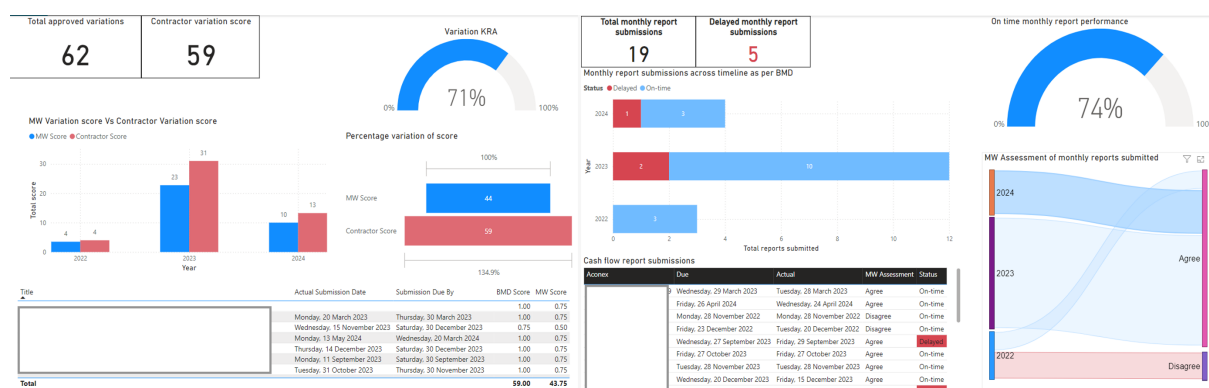 Total approved variations
62
Contractor variation score
59
Variation KRA
71%
0%
100%
MW Variation score Vs Contractor Variation score
MW Score Contractor Score
Total score
30
20
10
0
4
4
23
31
10
13
2022
2023
2024
Year
Percentage variation of score
100%
MW Score
44
Contractor Score
59
134.9%
Title Actual Submission Date Submission Due By BMD Score MW Score
1.00 0.75
Monday, 20 March 2023 Thursday, 30 March 2023 1.00 0.75
Wednesday, 15 November 2023 Saturday, 30 December 2023 0.75 0.50
Monday, 13 May 2024 Wednesday, 20 March 2024 1.00 0.75
Thursday, 14 December 2023 Saturday, 30 December 2023 1.00 0.75
Monday, 11 September 2023 Saturday, 30 September 2023 1.00 0.75
Tuesday, 31 October 2023 Thursday, 30 November 2023 1.00 0.75
Total 59.00 43.75
Total monthly report
submissions
19
Delayed monthly report
submissions
5
Monthly report submissions across timeline as per BMD
Status Delayed On-time
Year
2024
1
3
2023
2
10
2022
3
0
2
4
6
8
10
12
Total reports submitted
Cash flow report submissions
Aconex Due Actual MW Assessment Status
9 Wednesday, 29 March 2023 Tuesday, 28 March 2023 Agree On-time
Friday, 26 April 2024 Wednesday, 24 April 2024 Agree On-time
Monday, 28 November 2022 Monday, 28 November 2022 Disagree On-time
Friday, 23 December 2022 Tuesday, 20 December 2022 Disagree On-time
Wednesday, 27 September 2023 Friday, 29 September 2023 Agree Delayed
Friday, 27 October 2023 Friday, 27 October 2023 Agree On-time
Tuesday, 28 November 2023 Tuesday, 28 November 2023 Agree On-time
Wednesday, 20 December 2023 Friday, 15 December 2023 Agree On-time
On time monthly report performance
74%
0%
100
MW Assessment of monthly reports submitted
2024
2023
2022
Agree
Disagree